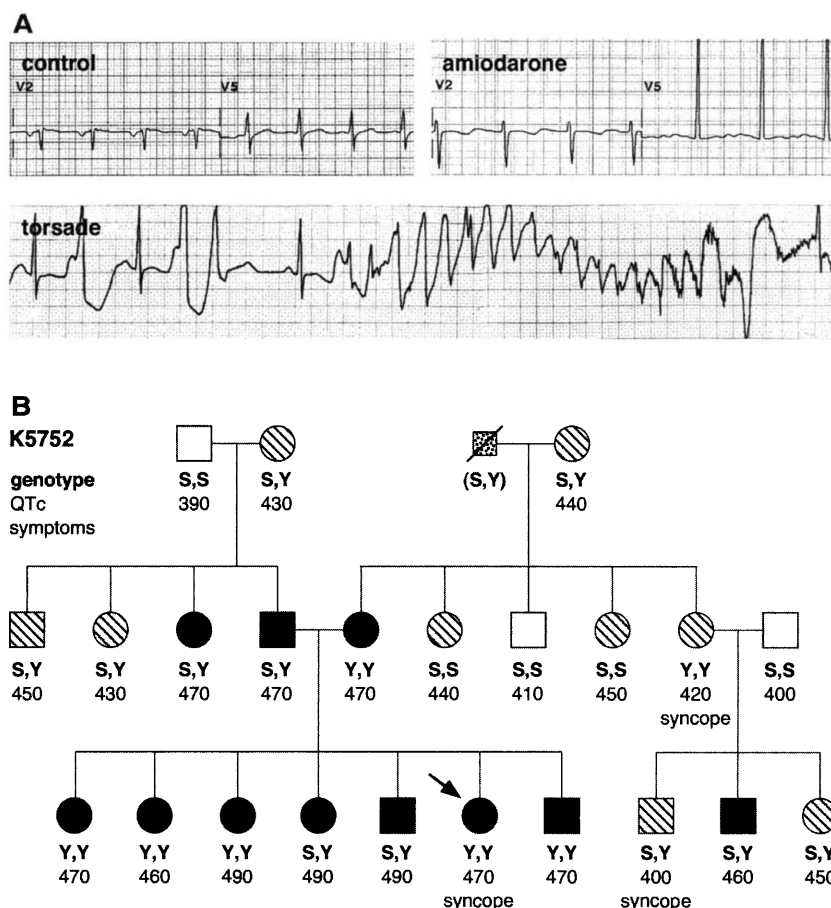 A
control
V2 V5
amiodarone
V2 V5
torsade
B
K5752
genotype S,S S,Y (S,Y) S,Y
QTc 390 430 440
symptoms
S,Y S,Y S,Y S,Y Y,Y S,S S,S S,S Y,Y S,S
450 430 470 470 470 440 410 450 420 400
syncope
Y,Y Y,Y Y,Y S,Y S,Y Y,Y Y,Y S,Y S,Y S,Y
470 460 490 490 490 470 470 400 460 450
syncope syncope